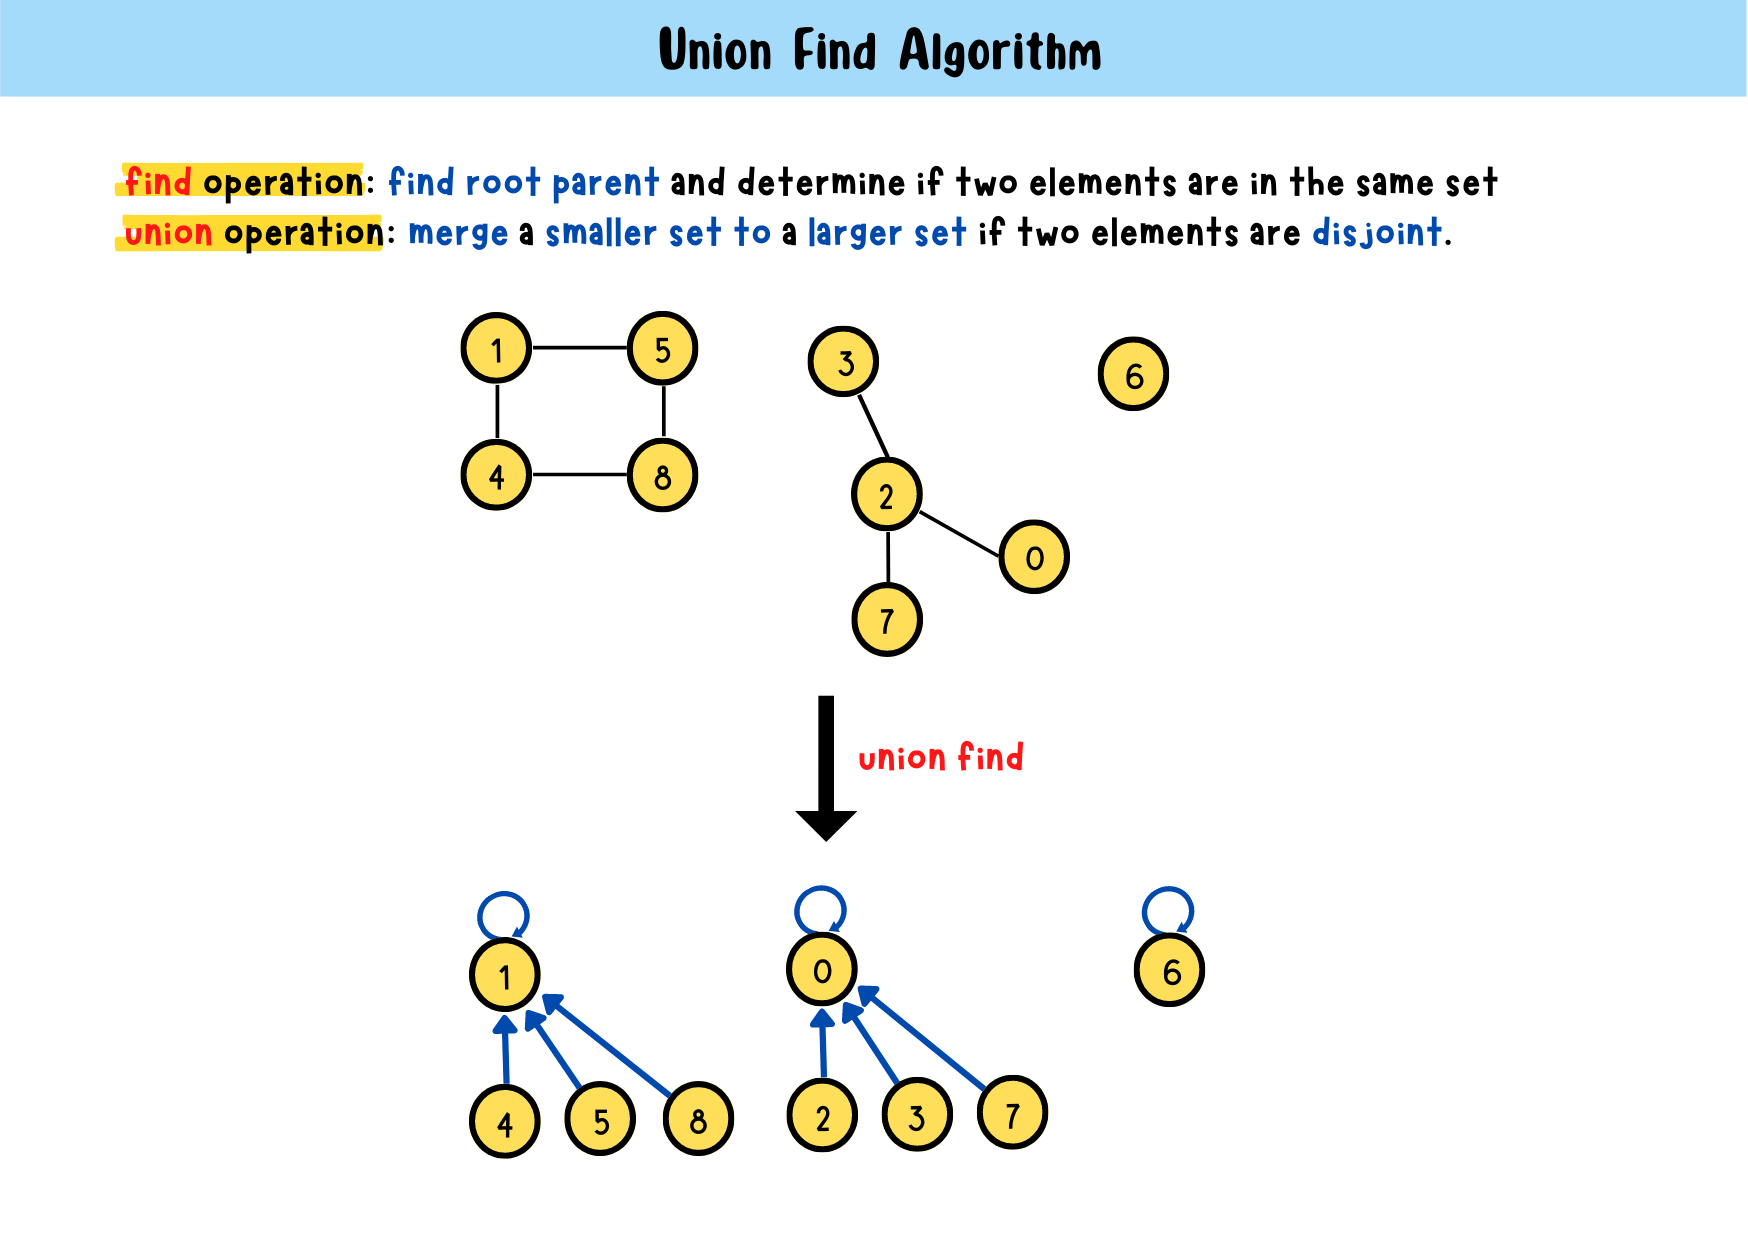 Union Find Algorithm
find operation: find root parent and determine if two elements are in the same set
union operation: merge a smaller set to a larger set if two elements are disjoint.
1 5 3 6
4 8 2
0
7
union find
1 0 6
4 5 8 2 3 7